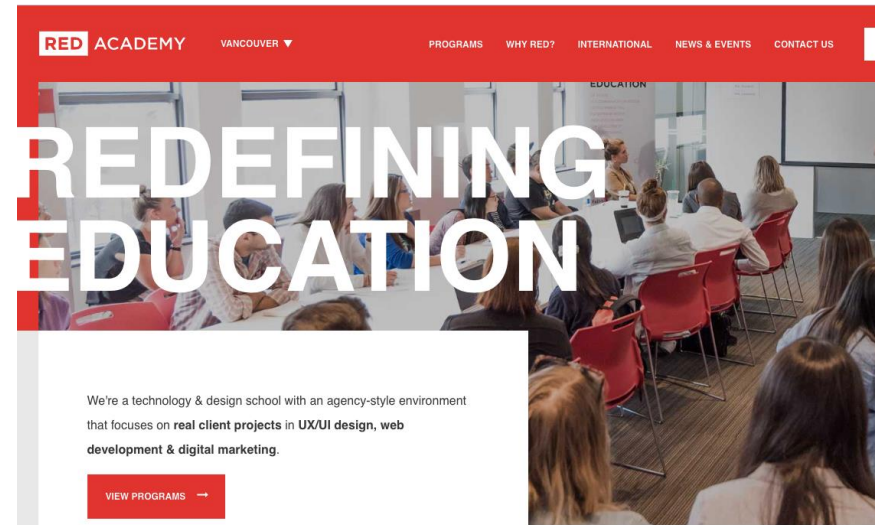 RED ACADEMY
VANCOUVER ▼
PROGRAMS
WHY RED?
INTERNATIONAL
NEWS & EVENTS
CONTACT US
EDUCATION
REDEFINING
EDUCATION
We're a technology & design school with an agency-style environment
that focuses on real client projects in UX/UI design, web
development & digital marketing.
VIEW PROGRAMS →